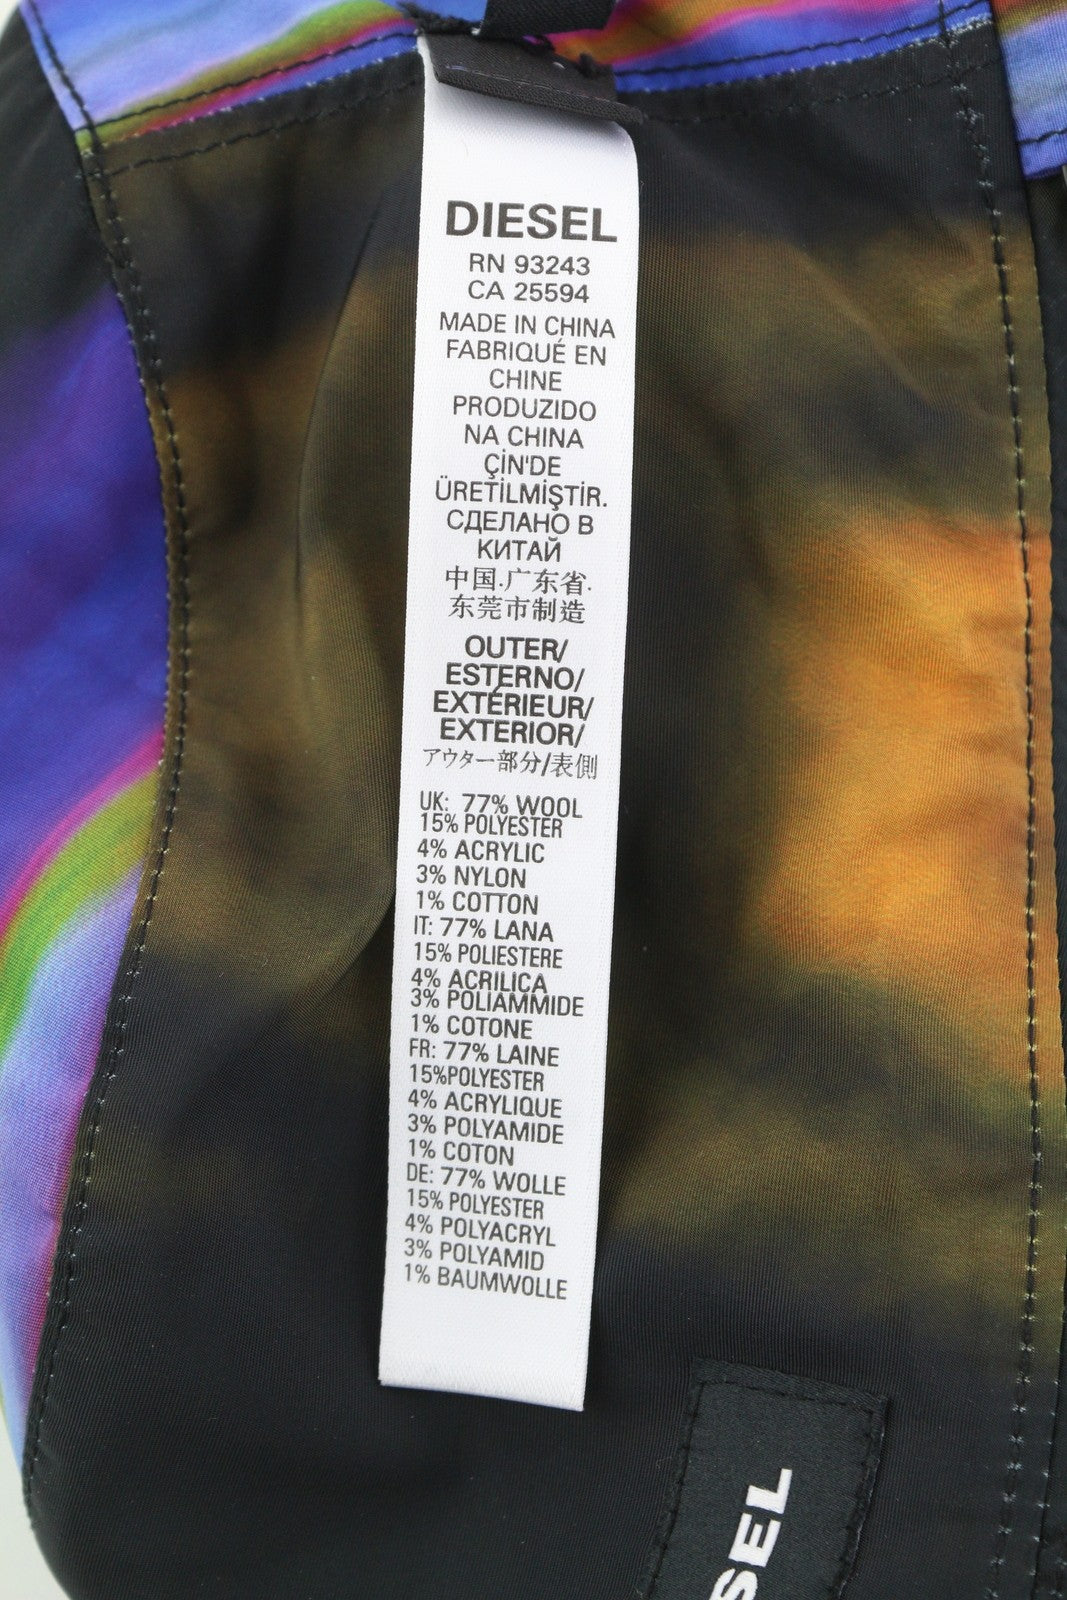 DIESEL
RN 93243
CA 25594
MADE IN CHINA
FABRIQUÉ EN
CHINE
PRODUZIDO
NA CHINA
ÇİN'DE
ÜRETİLMİŞTİR.
СДЕЛАНО В
КИТАЙ
中国.广东省.
东莞市制造
OUTER/
ESTERNO/
EXTÉRIEUR/
EXTERIOR/
アウター部分/表側
UK: 77% WOOL
15% POLYESTER
4% ACRYLIC
3% NYLON
1% COTTON
IT: 77% LANA
15% POLIESTERE
4% ACRILICA
3% POLIAMMIDE
1% COTONE
FR: 77% LAINE
15%POLYESTER
4% ACRYLIQUE
3% POLYAMIDE
1% COTON
DE: 77% WOLLE
15% POLYESTER
4% POLYACRYL
3% POLYAMID
1% BAUMWOLLE
SEL